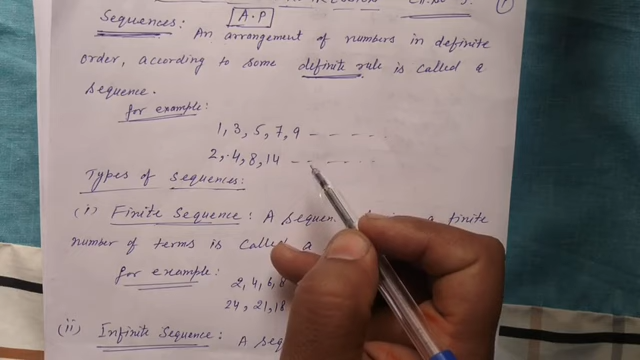 Sequences: A.P
An arrangement of numbers in definite
order, according to some definite rule is called a
sequence.
for example:
1, 3, 5, 7, 9 - - - - - -
2, -4, 8, 14 - - - - - -
Types of Sequences:
(i) Finite Sequence: A a finite
number of terms is called a
for example: 2, 4, 6, 8
24, 21, 18
(ii) Infinite Sequence: A